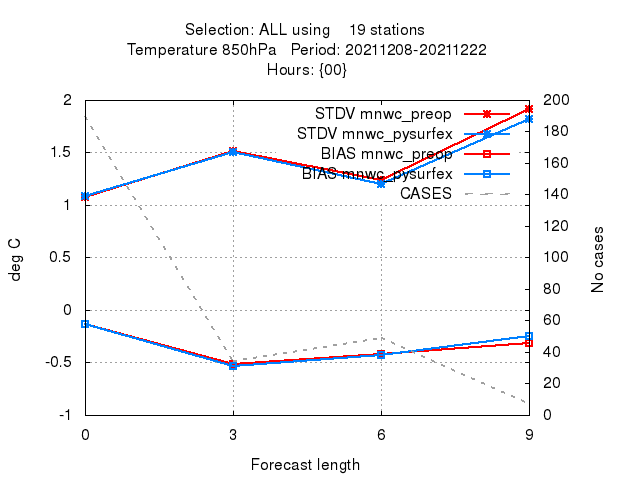 Selection: ALL using    19 stations
Temperature 850hPa   Period: 20211208-20211222
Hours: {00}
STDV mnwc_preop
STDV mnwc_pysurfex
BIAS mnwc_preop
BIAS mnwc_pysurfex
CASES
2
1.5
1
0.5
0
-0.5
-1
deg C
200
180
160
140
120
100
80
60
40
20
0
No cases
0 3 6 9
Forecast length